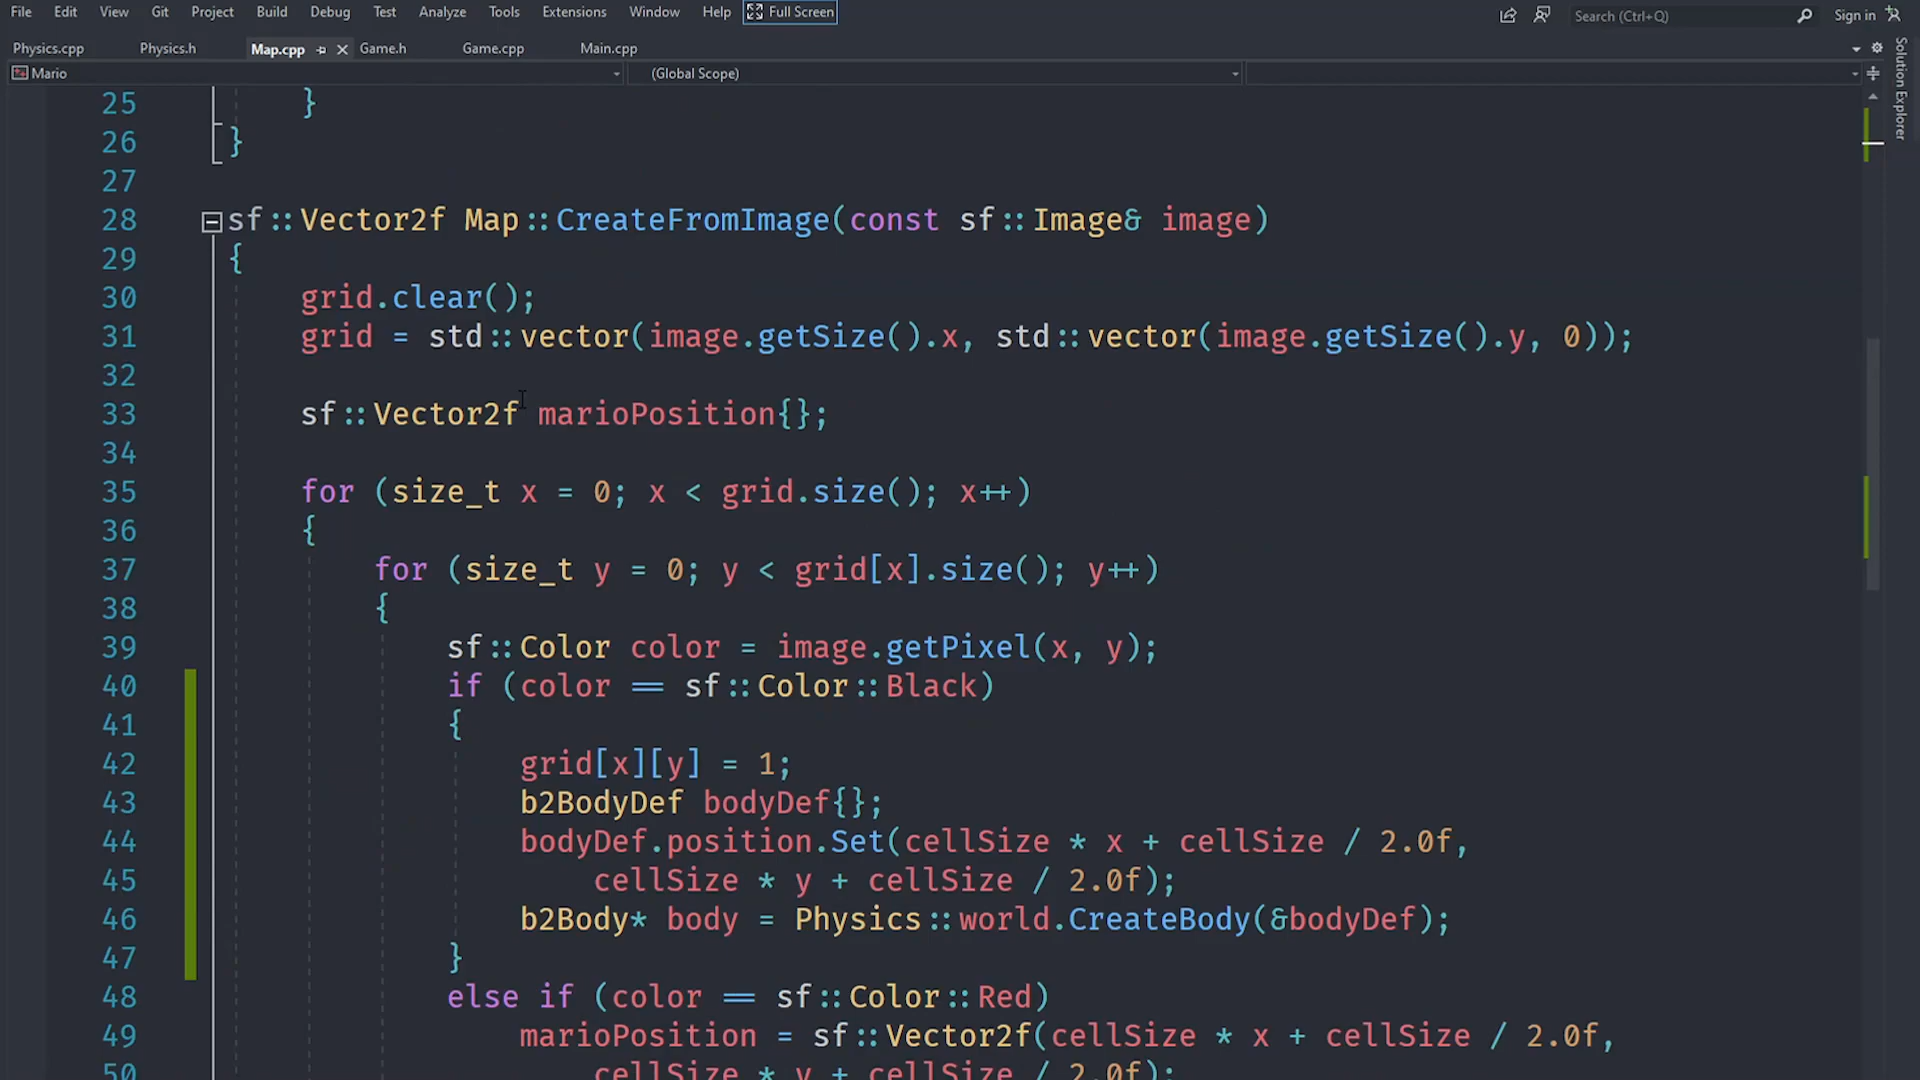 File Edit View Git Project Build Debug Test Analyze Tools Extensions Window Help Full Screen Search (Ctrl+Q) Sign in
Physics.cpp Physics.h Map.cpp Game.h Game.cpp Main.cpp
Mario (Global Scope)
Solution Explorer
25 }
26 }
27
28 sf::Vector2f Map::CreateFromImage(const sf::Image& image)
29 {
30 grid.clear();
31 grid = std::vector(image.getSize().x, std::vector(image.getSize().y, 0));
32
33 sf::Vector2f marioPosition{};
34
35 for (size_t x = 0; x < grid.size(); x++)
36 {
37 for (size_t y = 0; y < grid[x].size(); y++)
38 {
39 sf::Color color = image.getPixel(x, y);
40 if (color == sf::Color::Black)
41 {
42 grid[x][y] = 1;
43 b2BodyDef bodyDef{};
44 bodyDef.position.Set(cellSize * x + cellSize / 2.0f,
45 cellSize * y + cellSize / 2.0f);
46 b2Body* body = Physics::world.CreateBody(&bodyDef);
47 }
48 else if (color == sf::Color::Red)
49 marioPosition = sf::Vector2f(cellSize * x + cellSize / 2.0f,
50 cellSize * y + cellSize / 2.0f);